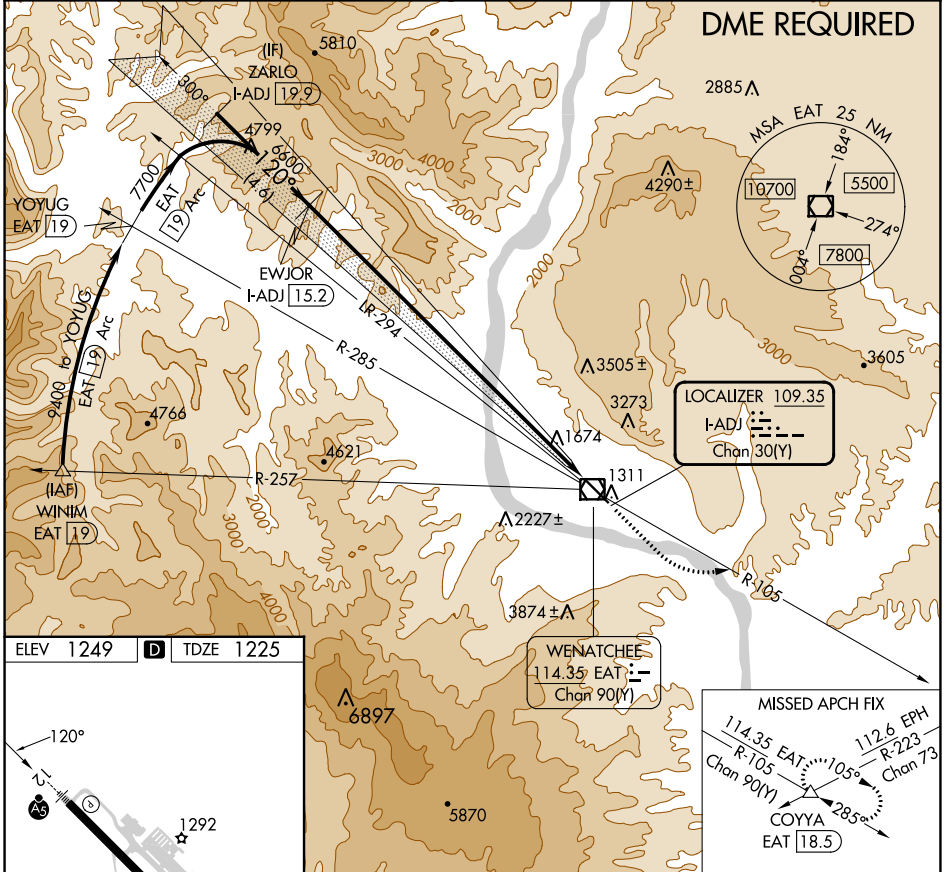 DME REQUIRED
5810
(IF)
ZARLO
I-ADJ 19.9
300°
2885
MSA EAT 25 NM
184°
10700
5500
274°
7800
004°
4799
6600
120°
(4.6)
3000
4000
2000
4290±
7700
EAT
19 Arc
YOYUG
EAT 19
EWJOR
I-ADJ 15.2
LR-294
R-285
2000
3000
9400 to YOYUG
EAT 19 Arc
3505±
3605
3273
4766
4621
1674
LOCALIZER 109.35
I-ADJ
Chan 30(Y)
R-257
1311
(IAF)
WINIM
EAT 19
2227±
3000
4000
R-105
3874±
WENATCHEE
114.35 EAT
Chan 90(Y)
ELEV 1249
D
TDZE 1225
6897
5870
120°
12
A5
P
1292
MISSED APCH FIX
114.35 EAT
R-105
Chan 90(Y)
112.6 EPH
R-223
Chan 73
105°
285°
COYYA
EAT 18.5